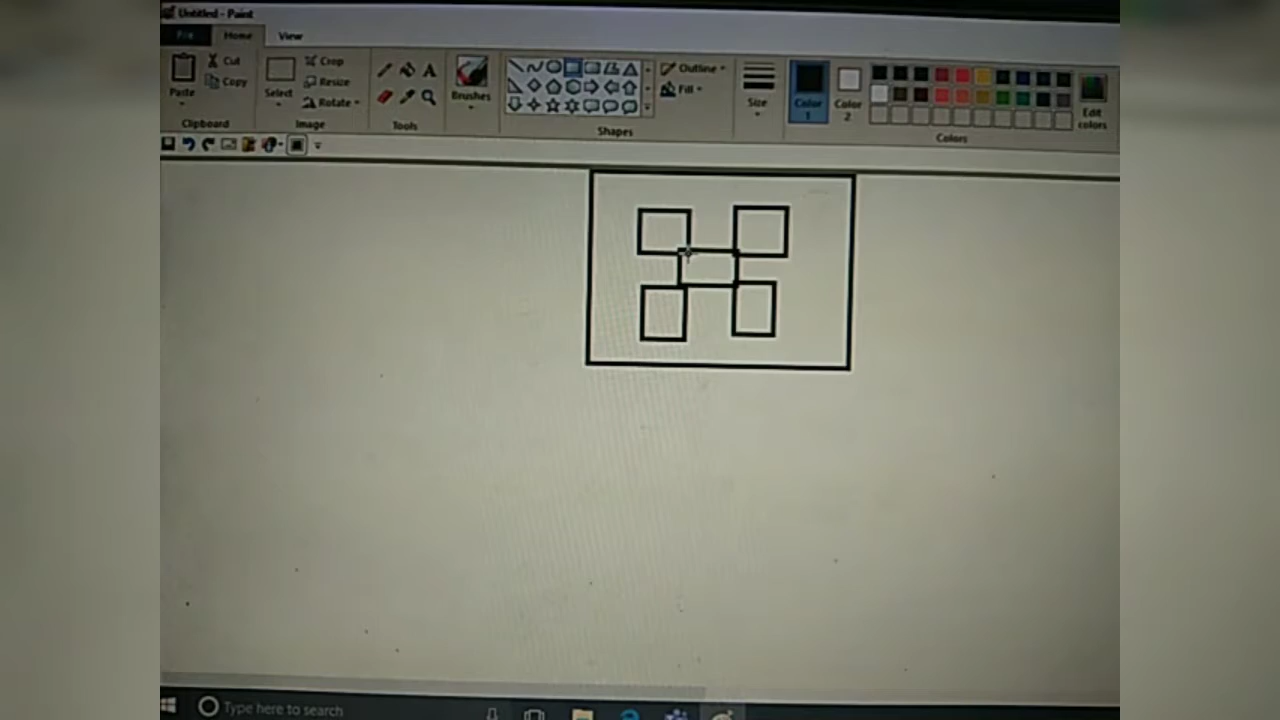 Untitled - Paint
File Home View
Cut Crop Outline
Copy Resize Fill
Paste Select Rotate Brushes Size Color 1 Color 2 Edit colors
Clipboard Image Tools Shapes Colors
Type here to search